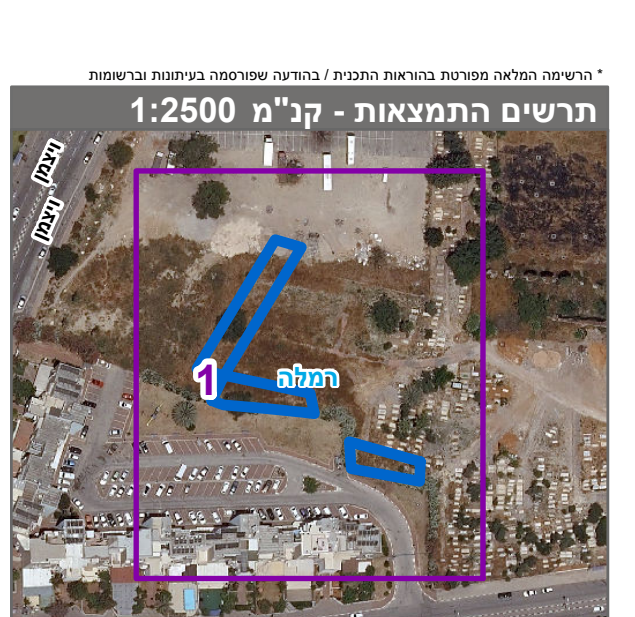 * הרשימה המלאה מפורטת בהוראות התכנית / בהודעה שפורסמה בעיתונות וברשומות
תרשים התמצאות - קנ"מ 1:2500
ויצמן
ויצמן
1
רמלה